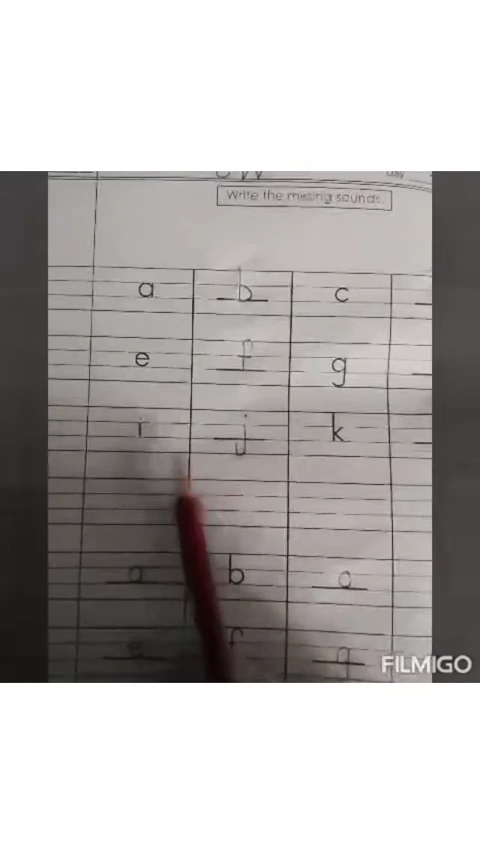 Write the missing sounds.
a b c
e f g
i j k
a b c
e f g
FILMIGO